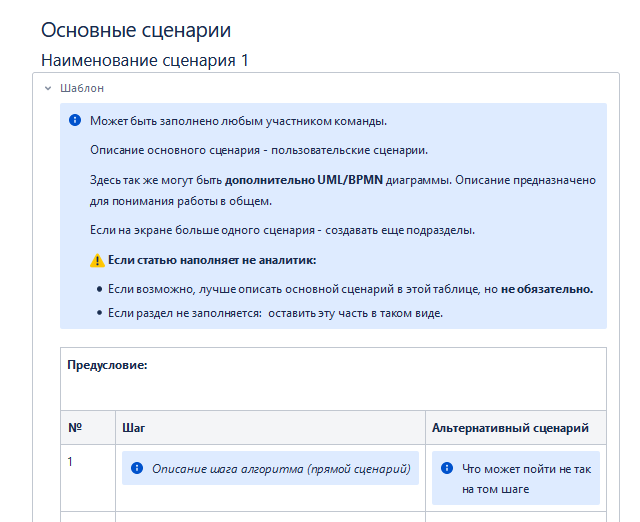 Основные сценарии
Наименование сценария 1
Шаблон
Может быть заполнено любым участником команды.
Описание основного сценария - пользовательские сценарии.
Здесь так же могут быть дополнительно UML/BPMN диаграммы. Описание предназначено
для понимания работы в общем.
Если на экране больше одного сценария - создавать еще подразделы.
Если статью наполняет не аналитик:
• Если возможно, лучше описать основной сценарий в этой таблице, но не обязательно.
• Если раздел не заполняется: оставить эту часть в таком виде.
Предусловие:
№ Шаг Альтернативный сценарий
1 Описание шага алгоритма (прямой сценарий) Что может пойти не так
на том шаге